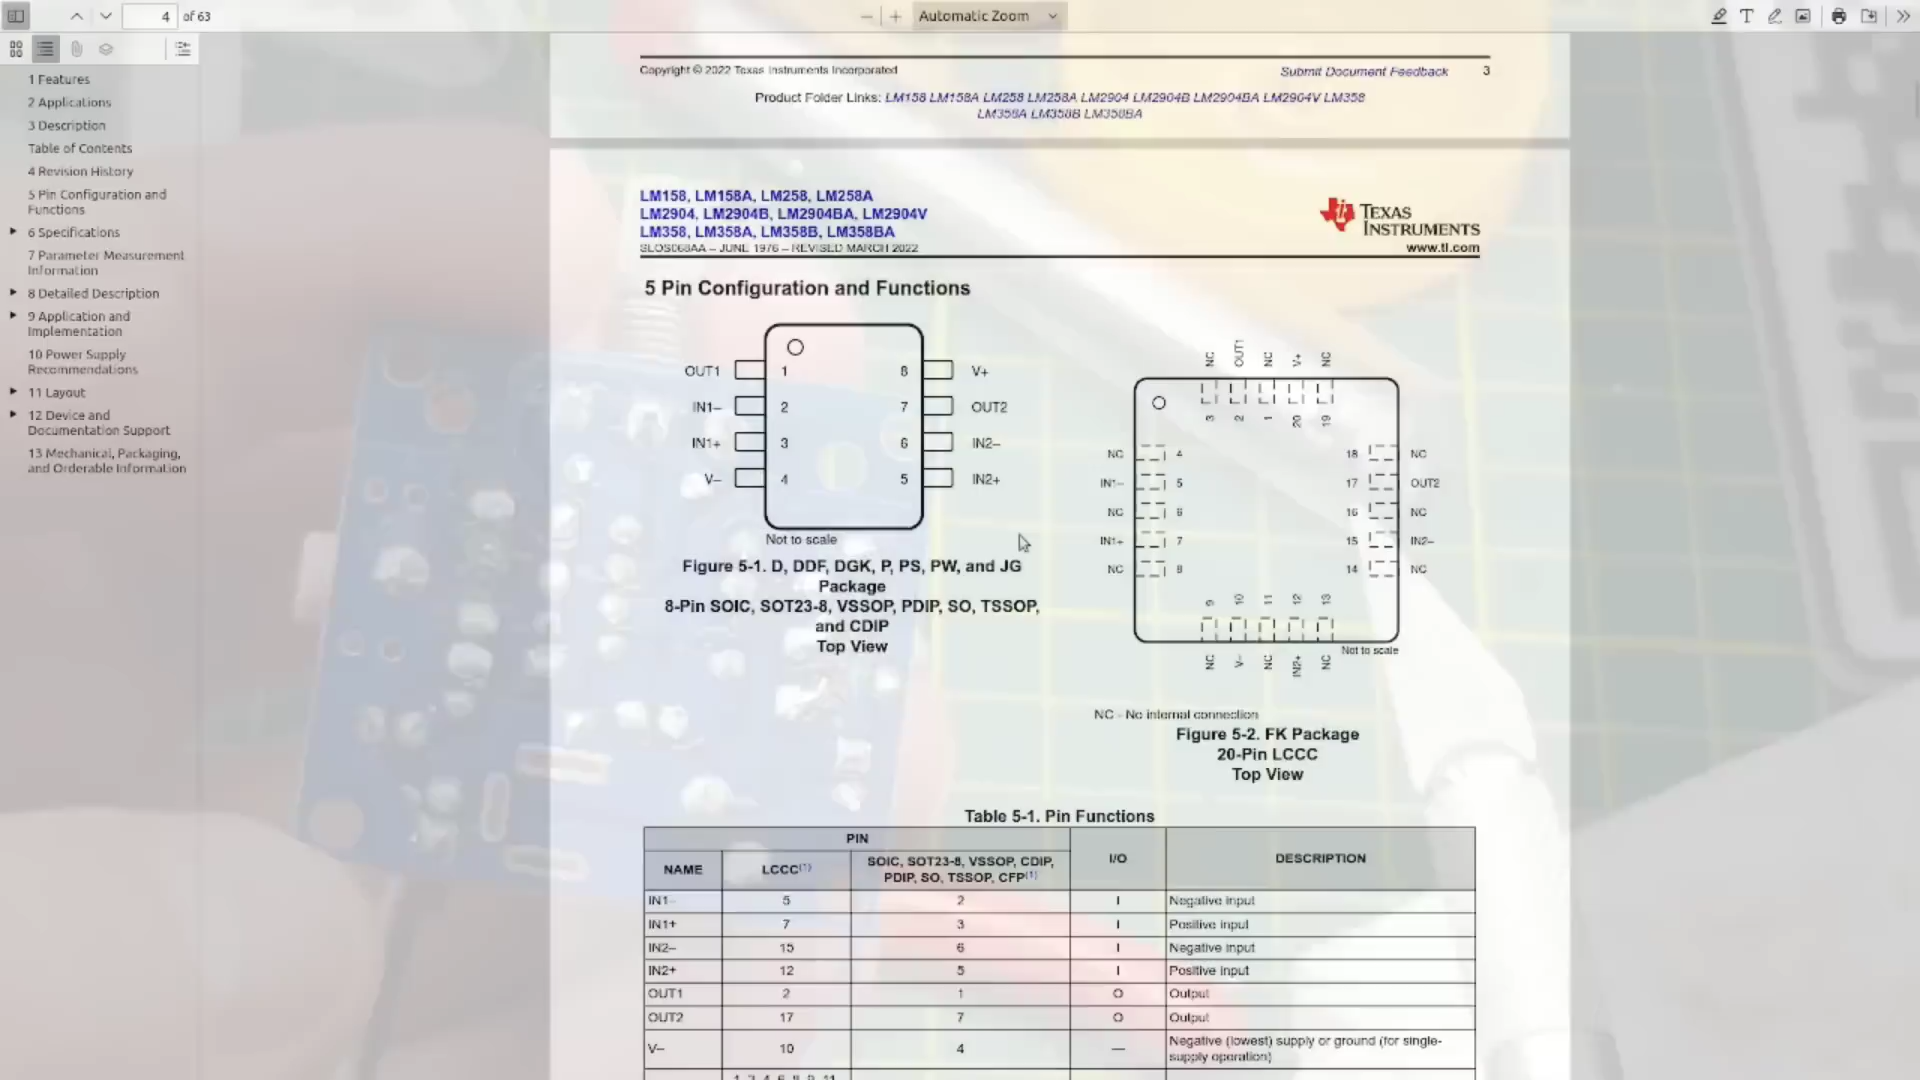 4 of 63
Automatic Zoom
1 Features
2 Applications
3 Description
Table of Contents
4 Revision History
5 Pin Configuration and
Functions
6 Specifications
7 Parameter Measurement
Information
8 Detailed Description
9 Application and
Implementation
10 Power Supply
Recommendations
11 Layout
12 Device and
Documentation Support
13 Mechanical, Packaging,
and Orderable Information
Copyright © 2022 Texas Instruments Incorporated
Submit Document Feedback 3
Product Folder Links: LM158 LM158A LM258 LM258A LM2904 LM2904B LM2904BA LM2904V LM358
LM358A LM358B LM358BA
LM158, LM158A, LM258, LM258A
LM2904, LM2904B, LM2904BA, LM2904V
LM358, LM358A, LM358B, LM358BA
SLOS068AA – JUNE 1976 – REVISED MARCH 2022
TEXAS
INSTRUMENTS
www.ti.com
5 Pin Configuration and Functions
OUT1 1 8 V+
IN1– 2 7 OUT2
IN1+ 3 6 IN2–
V– 4 5 IN2+
Not to scale
Figure 5-1. D, DDF, DGK, P, PS, PW, and JG
Package
8-Pin SOIC, SOT23-8, VSSOP, PDIP, SO, TSSOP,
and CDIP
Top View
NC OUT1 NC V+ NC
3 2 1 20 19
NC 4 18 NC
IN1– 5 17 OUT2
NC 6 16 NC
IN1+ 7 15 IN2–
NC 8 14 NC
9 10 11 12 13
NC V– NC IN2+ NC
Not to scale
NC - No internal connection
Figure 5-2. FK Package
20-Pin LCCC
Top View
Table 5-1. Pin Functions
PIN
NAME LCCC(1) SOIC, SOT23-8, VSSOP, CDIP, PDIP, SO, TSSOP, CFP(1) I/O DESCRIPTION
IN1– 5 2 I Negative input
IN1+ 7 3 I Positive input
IN2– 15 6 I Negative input
IN2+ 12 5 I Positive input
OUT1 2 1 O Output
OUT2 17 7 O Output
V– 10 4 — Negative (lowest) supply or ground (for single-
supply operation)